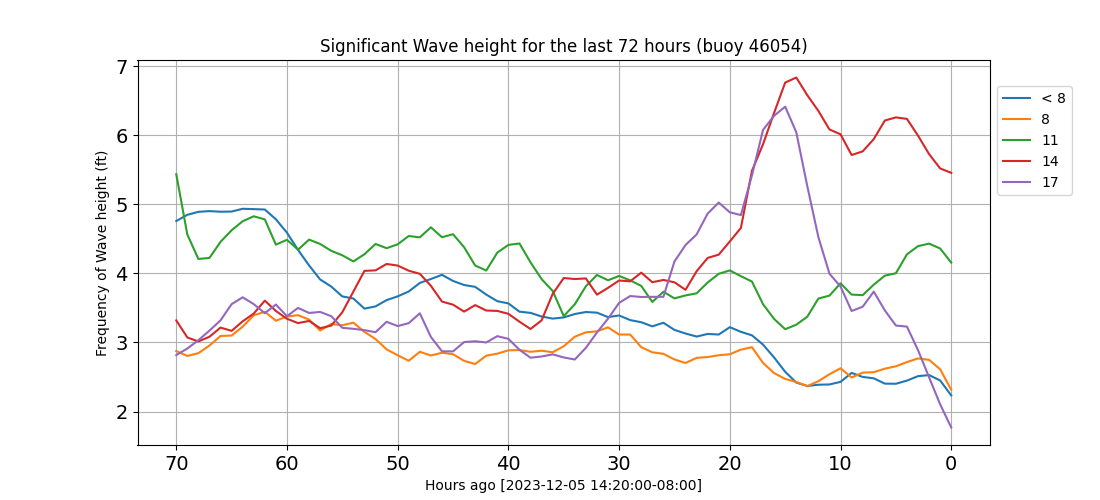 Significant Wave height for the last 72 hours (buoy 46054)
Frequency of Wave height (ft)
7
6
5
4
3
2
70 60 50 40 30 20 10 0
Hours ago [2023-12-05 14:20:00-08:00]
< 8
8
11
14
17